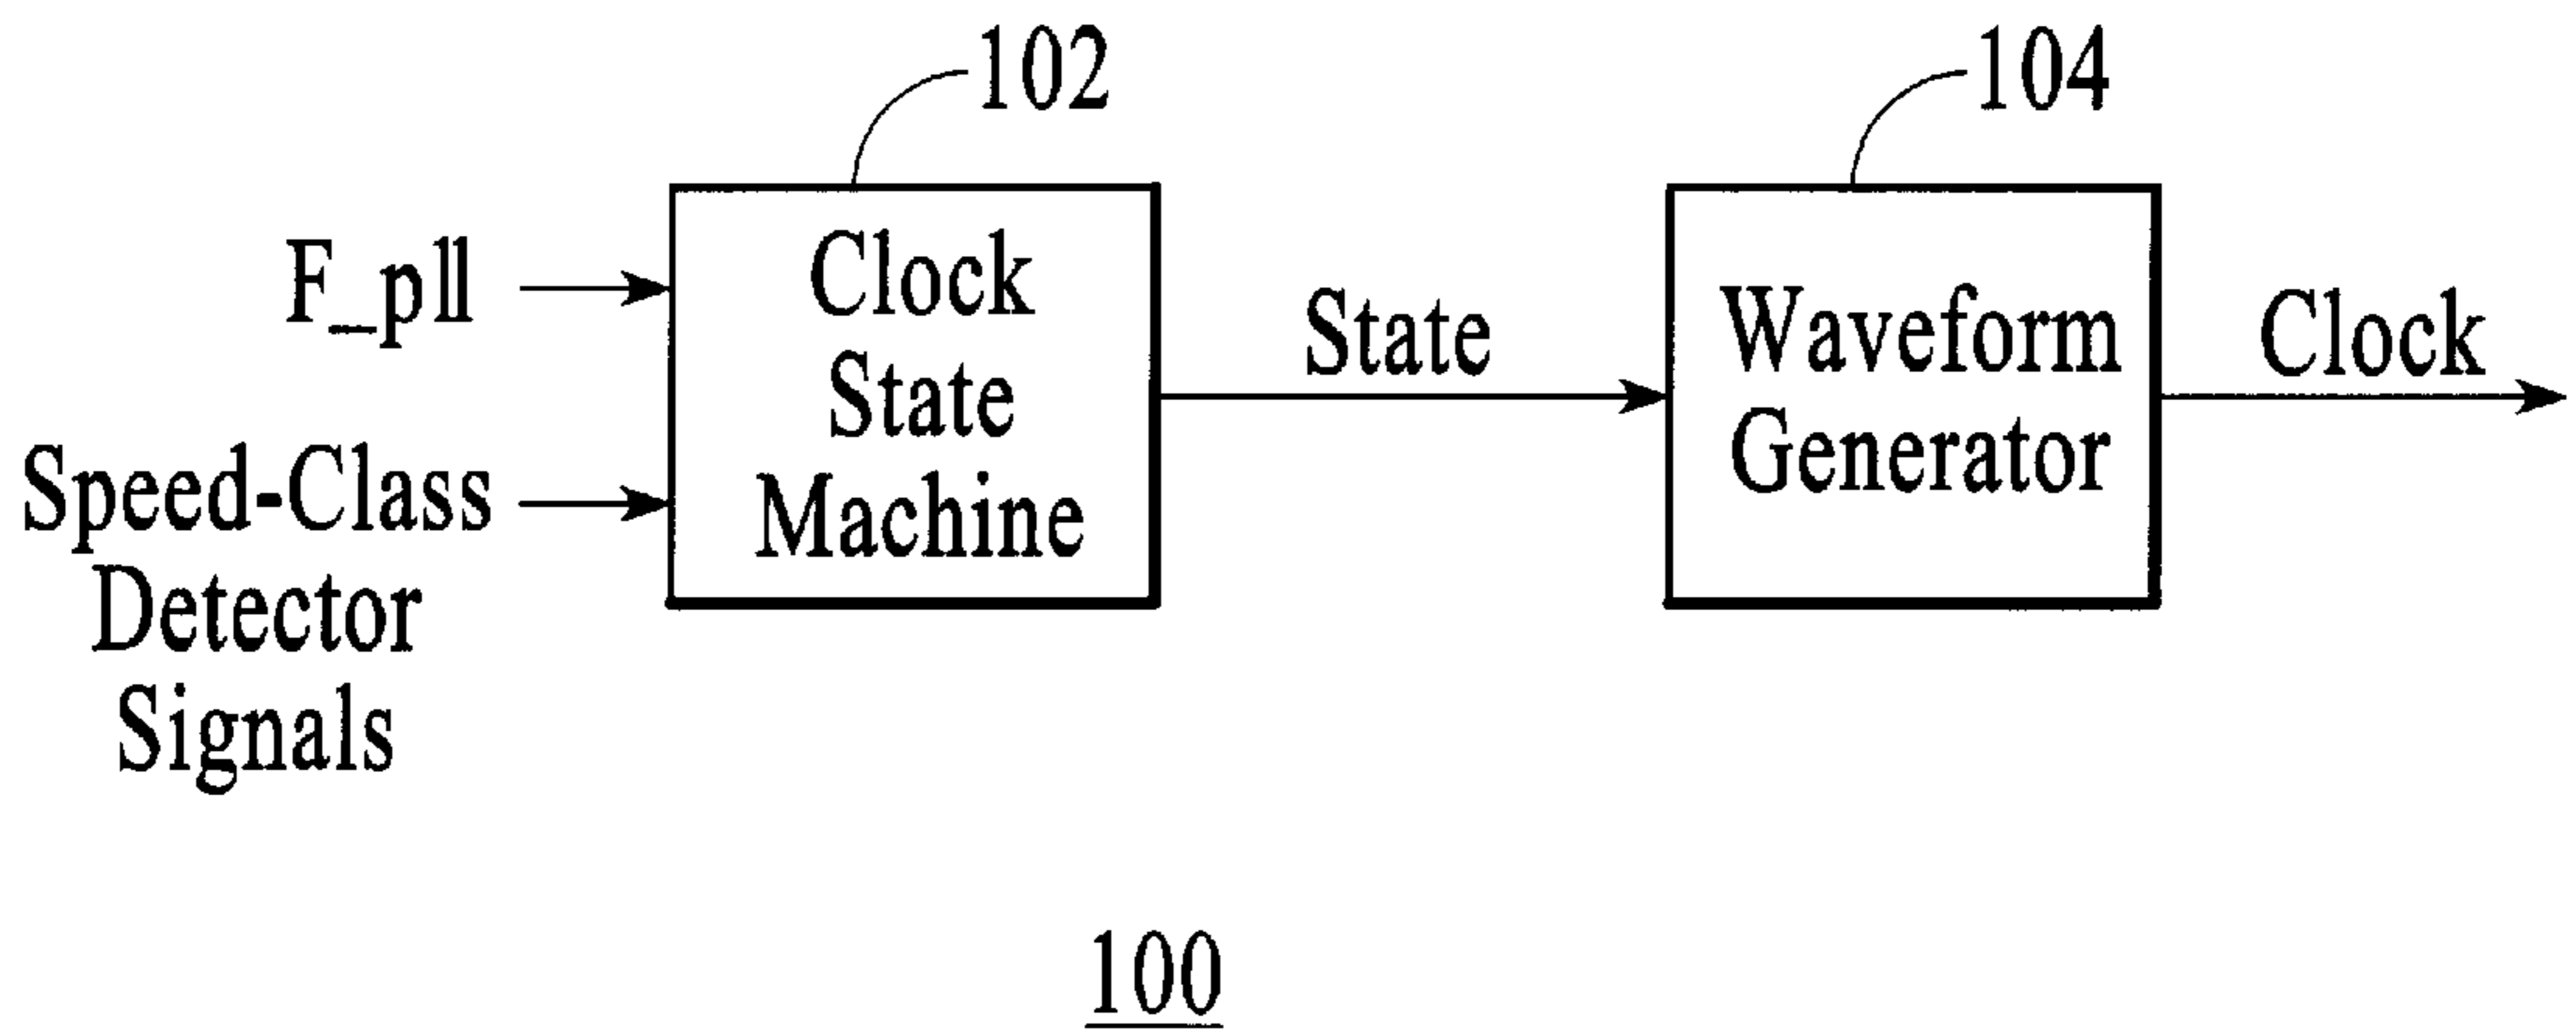 102
104
F_pll
Speed-Class
Detector
Signals
Clock
State
Machine
State
Waveform
Generator
Clock
100